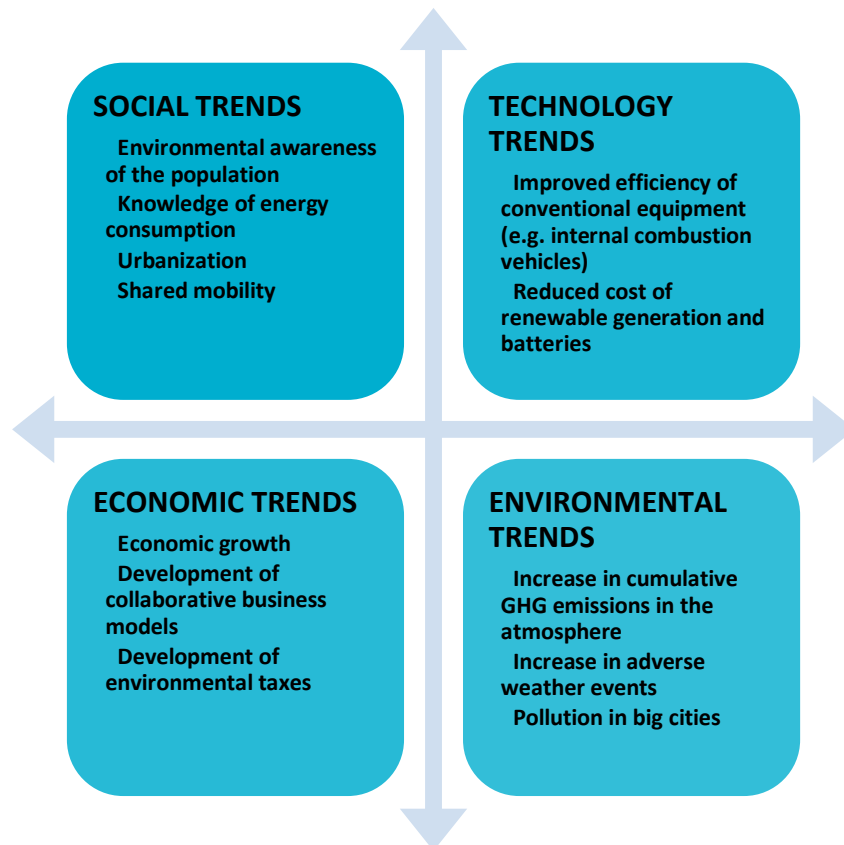 SOCIAL TRENDS
Environmental awareness
of the population
Knowledge of energy
consumption
Urbanization
Shared mobility
TECHNOLOGY
TRENDS
Improved efficiency of
conventional equipment
(e.g. internal combustion
vehicles)
Reduced cost of
renewable generation and
batteries
ECONOMIC TRENDS
Economic growth
Development of
collaborative business
models
Development of
environmental taxes
ENVIRONMENTAL
TRENDS
Increase in cumulative
GHG emissions in the
atmosphere
Increase in adverse
weather events
Pollution in big cities